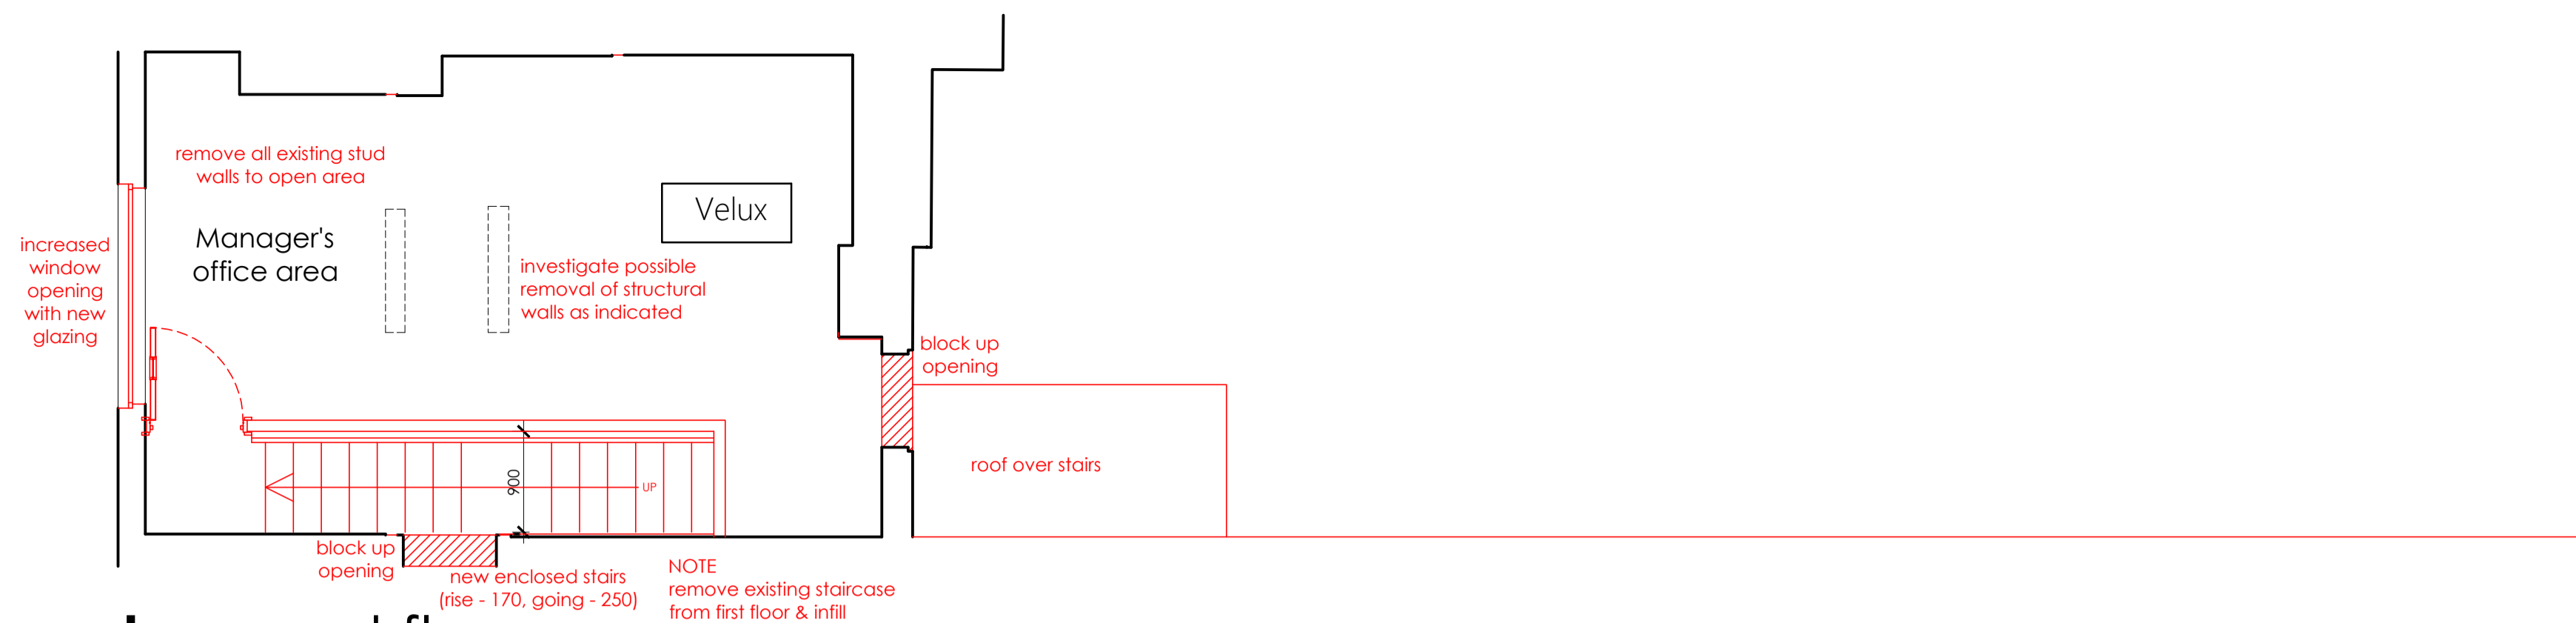 remove all existing stud
walls to open area
Velux
Manager's
office area
increased
window
opening
with new
glazing
investigate possible
removal of structural
walls as indicated
block up
opening
roof over stairs
900
UP
block up
opening
new enclosed stairs
(rise - 170, going - 250)
NOTE
remove existing staircase
from first floor & infill